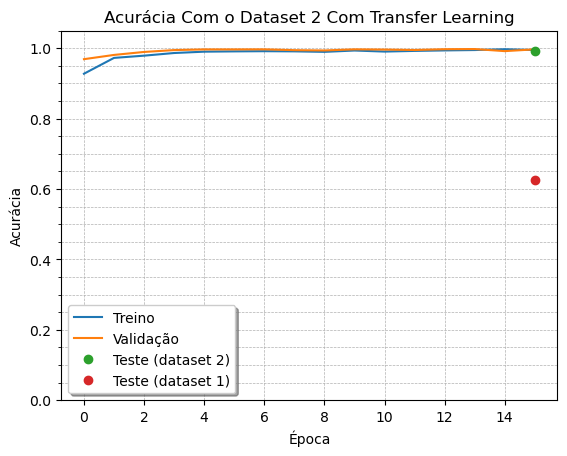 Acurácia Com o Dataset 2 Com Transfer Learning
1.0
0.8
0.6
0.4
0.2
0.0
Acurácia
Treino
Validação
Teste (dataset 2)
Teste (dataset 1)
0 2 4 6 8 10 12 14
Época